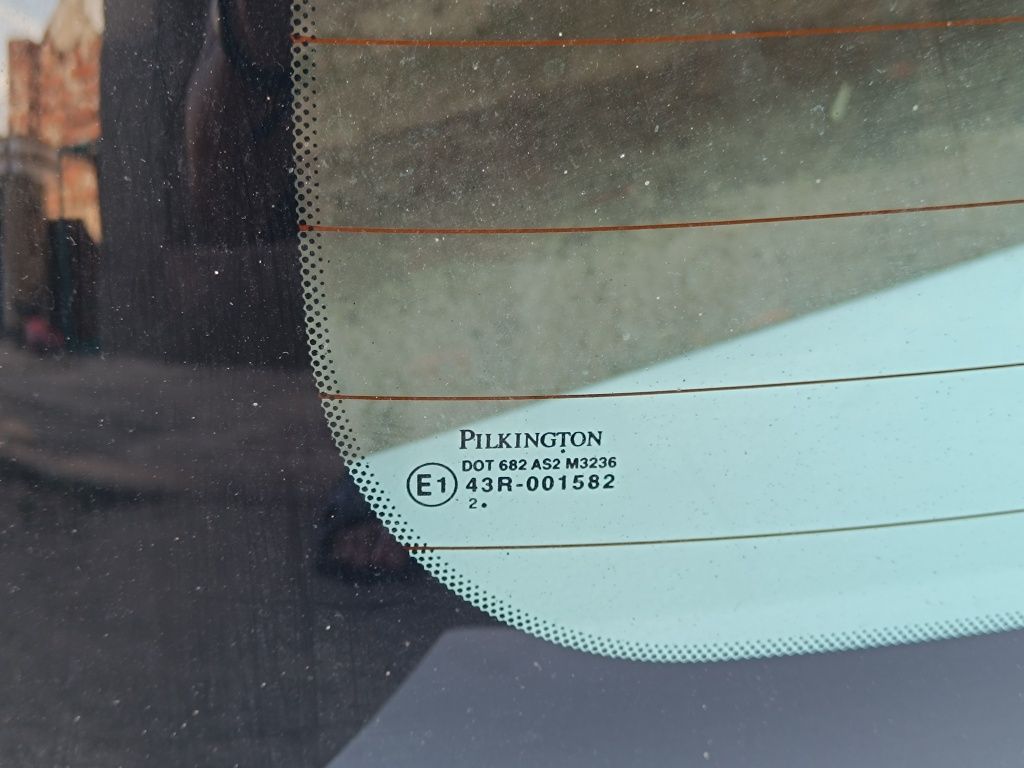 PILKINGTON
DOT 682 AS2 M3236
E1 43R-001582
2.